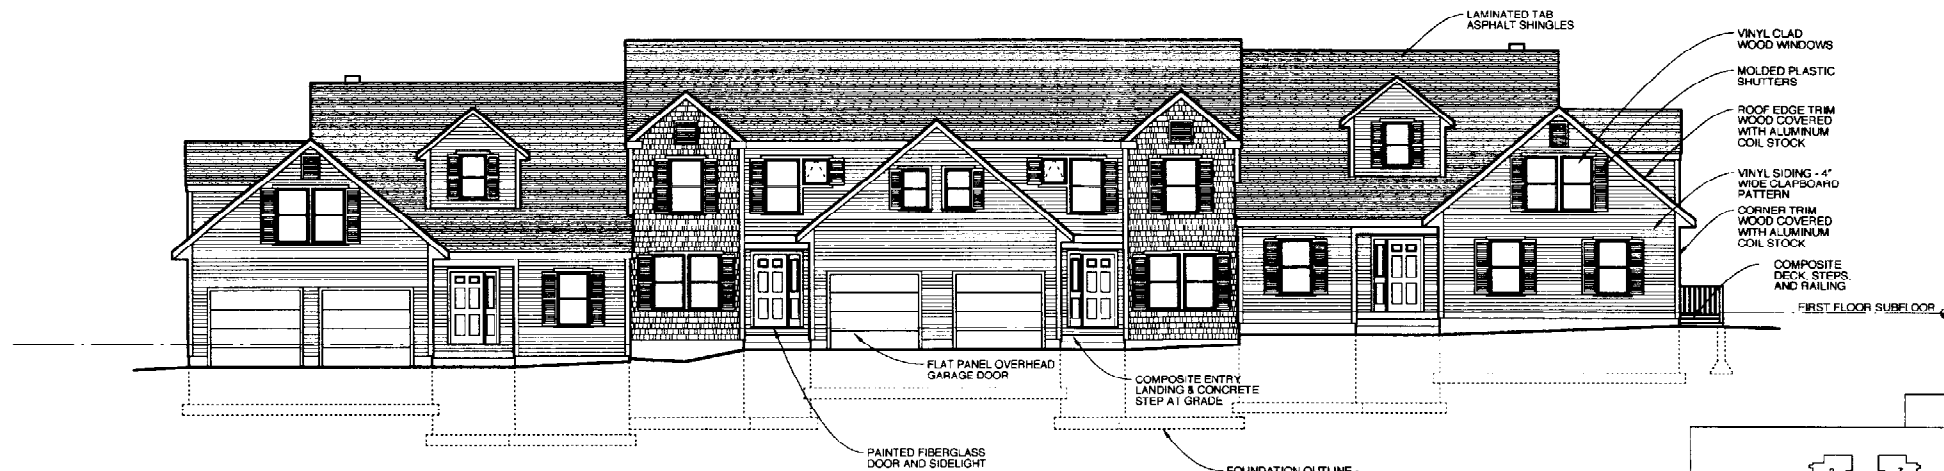 LAMINATED TAB
ASPHALT SHINGLES
VINYL CLAD
WOOD WINDOWS
MOLDED PLASTIC
SHUTTERS
ROOF EDGE TRIM
WOOD COVERED
WITH ALUMINUM
COIL STOCK
VINYL SIDING - 4"
WIDE CLAPBOARD
PATTERN
CORNER TRIM
WOOD COVERED
WITH ALUMINUM
COIL STOCK
COMPOSITE
DECK, STEPS,
AND RAILING
FIRST FLOOR SUBFLOOR
FLAT PANEL OVERHEAD
GARAGE DOOR
COMPOSITE ENTRY
LANDING & CONCRETE
STEP AT GRADE
PAINTED FIBERGLASS
DOOR AND SIDELIGHT
FOUNDATION OUTLINE -